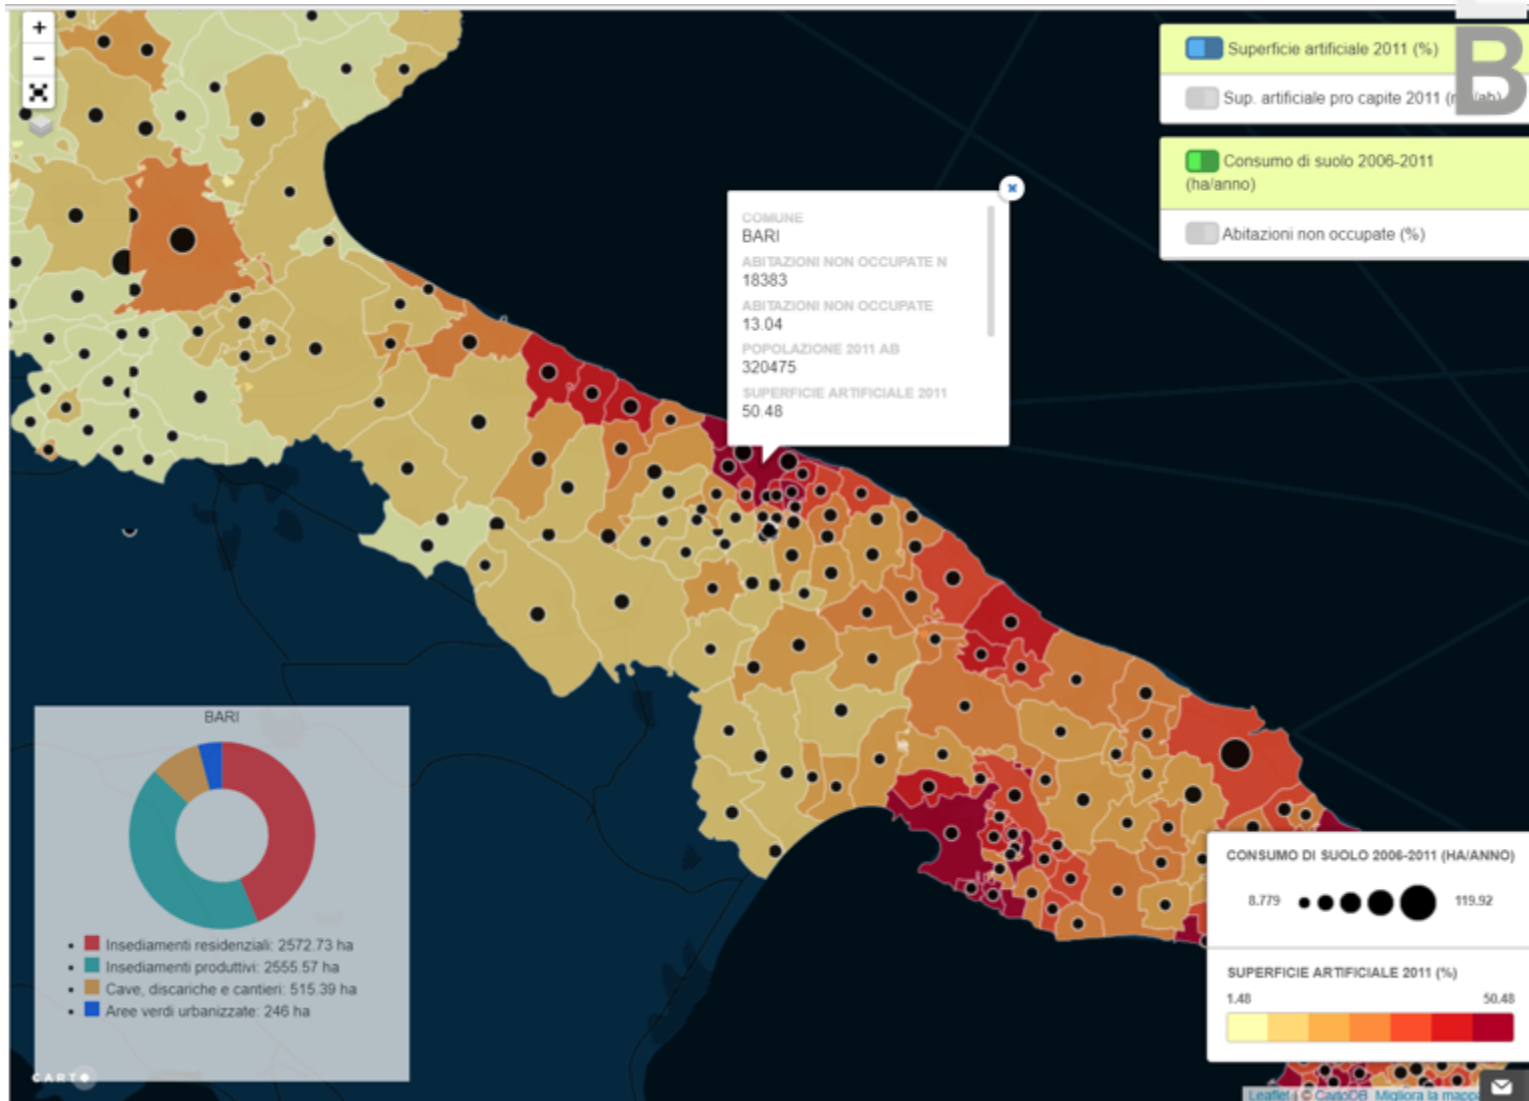 +
−
Superficie artificiale 2011 (%)
B
Sup. artificiale pro capite 2011
Consumo di suolo 2006-2011
(ha/anno)
Abitazioni non occupate (%)
COMUNE
BARI
ABITAZIONI NON OCCUPATE N
18383
ABITAZIONI NON OCCUPATE
13.04
POPOLAZIONE 2011 AB
320475
SUPERFICIE ARTIFICIALE 2011
50.48
BARI
Insediamenti residenziali: 2572.73 ha
Insediamenti produttivi: 2555.57 ha
Cave, discariche e cantieri: 515.39 ha
Aree verdi urbanizzate: 246 ha
CARTO
CONSUMO DI SUOLO 2006-2011 (HA/ANNO)
8.779 119.92
SUPERFICIE ARTIFICIALE 2011 (%)
1.48 50.48
Leaflet | © CartoDB Migliora la mappa